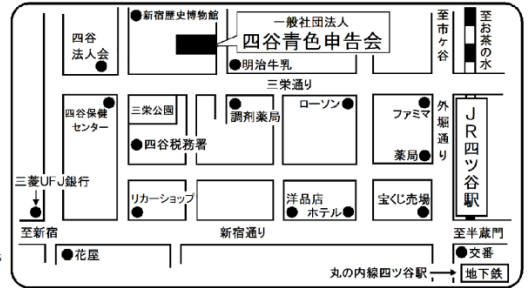 新宿歴史博物館
一般社団法人
四谷青色申告会
四谷
法人会
明治牛乳
至市ヶ谷
至お茶の水
三栄通り
四谷保健
センター
三栄公園
調剤薬局
ローソン
ファミマ
外堀通り
JR四ツ谷駅
四谷税務署
薬局
三菱UFJ銀行
リカーショップ
洋品店
ホテル
宝くじ売場
至新宿
新宿通り
至半蔵門
花屋
交番
丸の内線四ツ谷駅
地下鉄